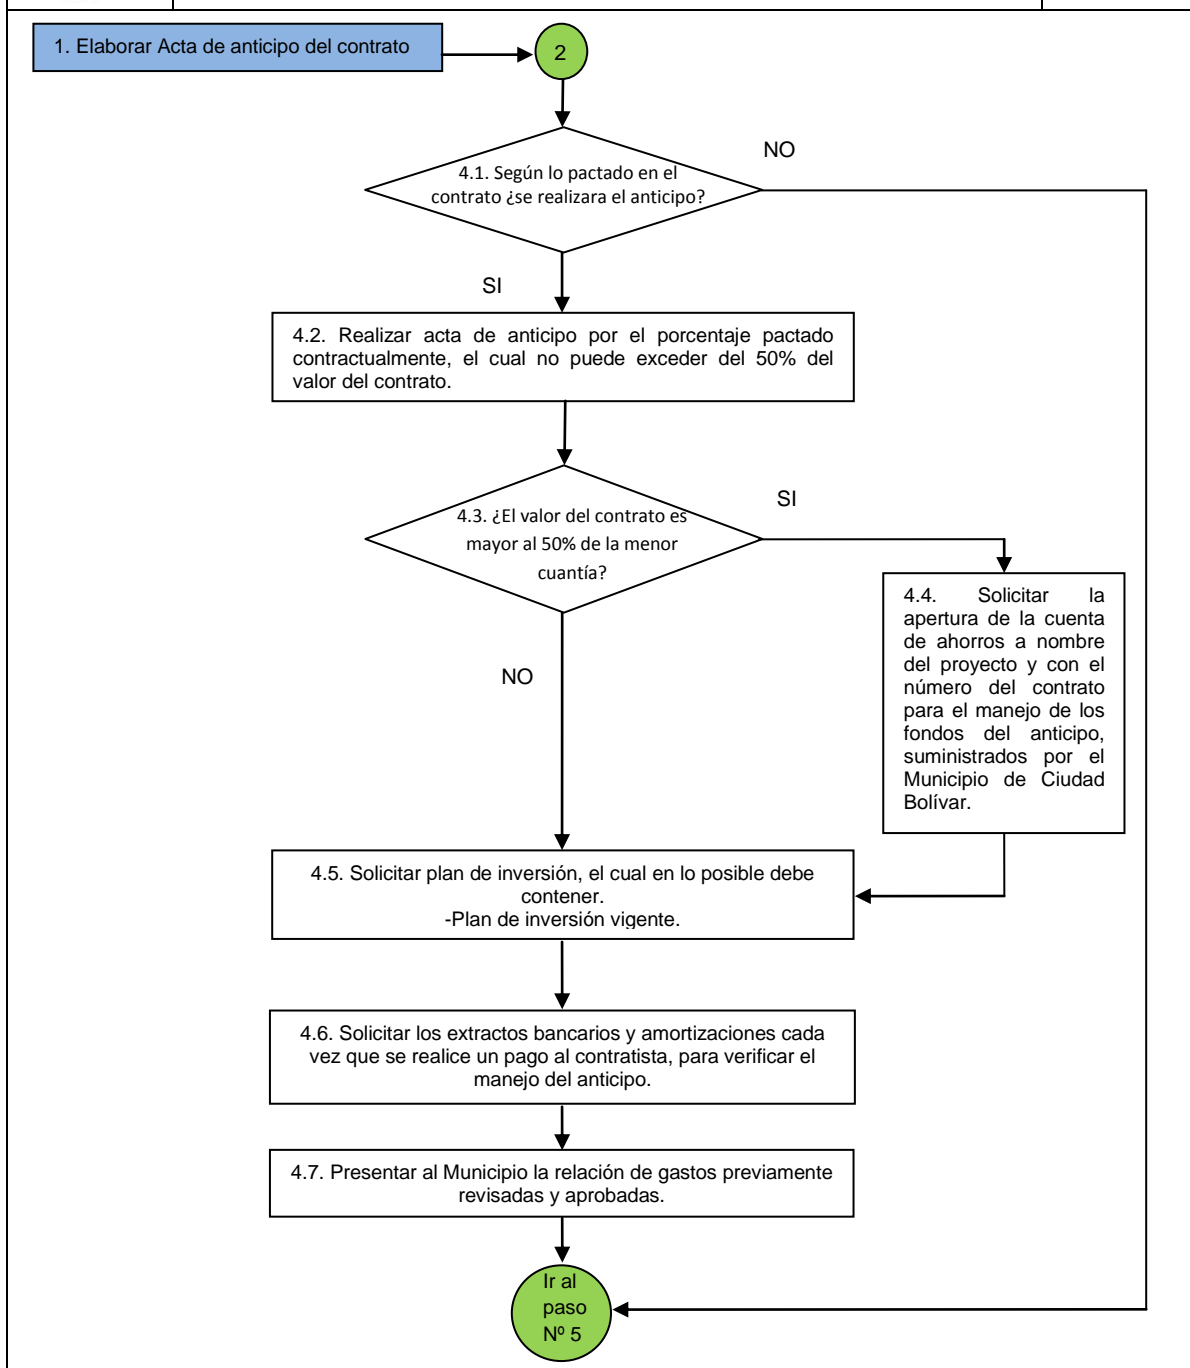 1. Elaborar Acta de anticipo del contrato
2
NO
4.1. Según lo pactado en el
contrato ¿se realizara el anticipo?
SI
4.2. Realizar acta de anticipo por el porcentaje pactado
contractualmente, el cual no puede exceder del 50% del
valor del contrato.
SI
4.3. ¿El valor del contrato es
mayor al 50% de la menor
cuantía?
4.4. Solicitar la
apertura de la cuenta
de ahorros a nombre
del proyecto y con el
número del contrato
para el manejo de los
fondos del anticipo,
suministrados por el
Municipio de Ciudad
Bolívar.
NO
4.5. Solicitar plan de inversión, el cual en lo posible debe
contener.
-Plan de inversión vigente.
4.6. Solicitar los extractos bancarios y amortizaciones cada
vez que se realice un pago al contratista, para verificar el
manejo del anticipo.
4.7. Presentar al Municipio la relación de gastos previamente
revisadas y aprobadas.
Ir al
paso
Nº 5